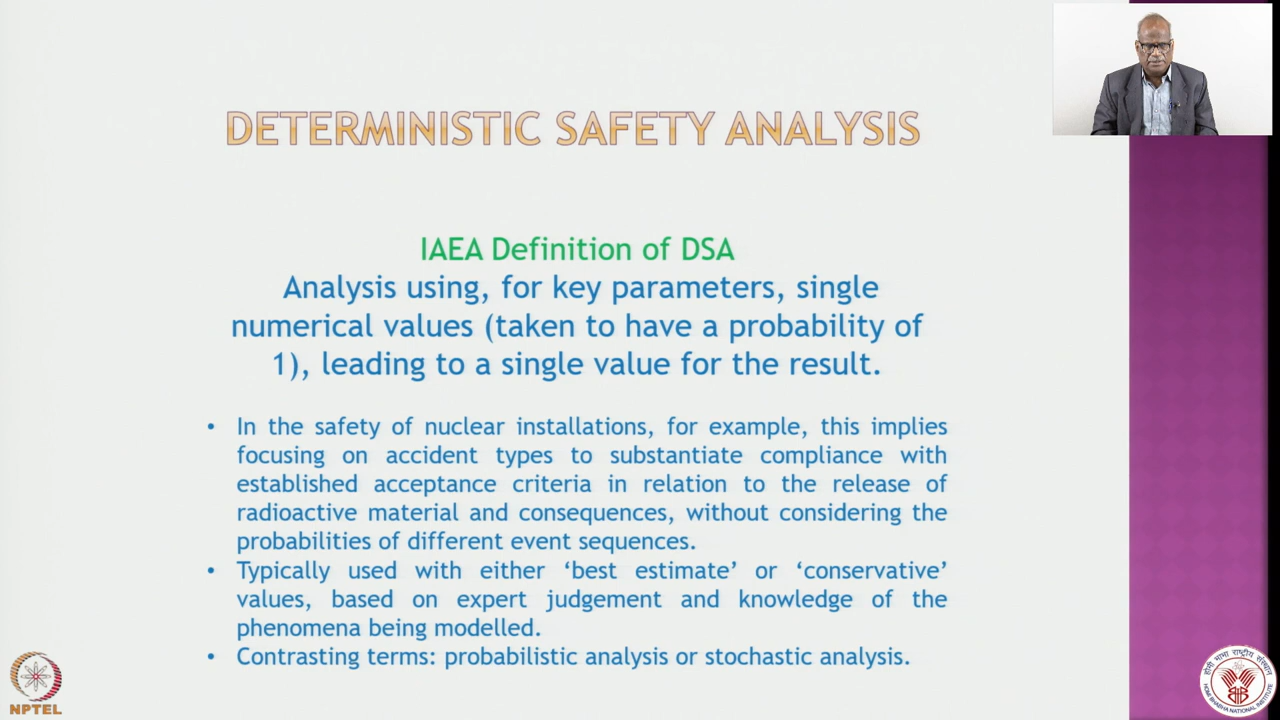 DETERMINISTIC SAFETY ANALYSIS
IAEA Definition of DSA
Analysis using, for key parameters, single
numerical values (taken to have a probability of
1), leading to a single value for the result.
• In the safety of nuclear installations, for example, this implies
focusing on accident types to substantiate compliance with
established acceptance criteria in relation to the release of
radioactive material and consequences, without considering the
probabilities of different event sequences.
• Typically used with either ‘best estimate’ or ‘conservative’
values, based on expert judgement and knowledge of the
phenomena being modelled.
• Contrasting terms: probabilistic analysis or stochastic analysis.
NPTEL
होमी भाभा राष्ट्रीय संस्थान
HOMI BHABHA NATIONAL INSTITUTE